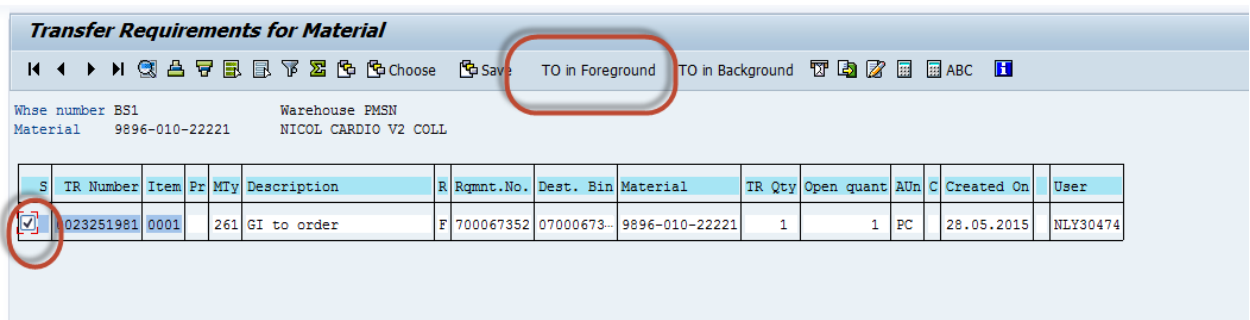 Transfer Requirements for Material
Choose Save TO in Foreground TO in Background ABC
Whse number BS1 Warehouse PMSN
Material 9896-010-22221 NICOL CARDIO V2 COLL
S TR Number Item Pr MTy Description R Rqmnt.No. Dest. Bin Material TR Qty Open quant AUn C Created On User
0023251981 0001 261 GI to order F 700067352 07000673… 9896-010-22221 1 1 PC 28.05.2015 NLY30474